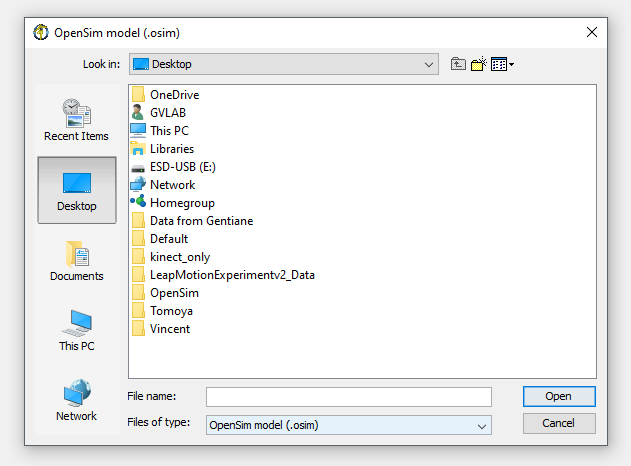 OpenSim model (.osim)
Look in: Desktop
Recent Items
Desktop
Documents
This PC
Network
OneDrive
GVLAB
This PC
Libraries
ESD-USB (E:)
Network
Homegroup
Data from Gentiane
Default
kinect_only
LeapMotionExperimentv2_Data
OpenSim
Tomoya
Vincent
File name: Open
Files of type: OpenSim model (.osim) Cancel